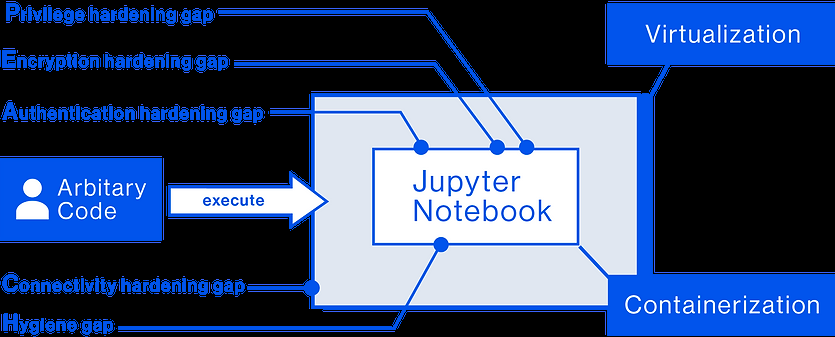 Privilege hardening gap
Virtualization
Encryption hardening gap
Authentication hardening gap
Arbitary
Code
execute
Jupyter
Notebook
Connectivity hardening gap
Containerization
Hygiene gap